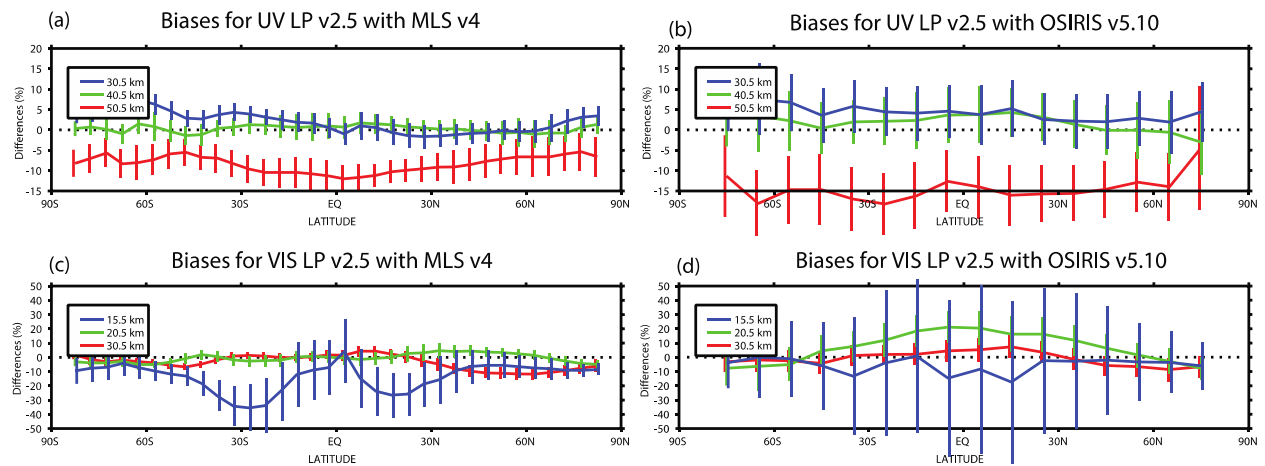 (a)
Biases for UV LP v2.5 with MLS v4
20
15
10
5
0
-5
-10
-15
Differences (%)
30.5 km
40.5 km
50.5 km
90S
60S
30S
EQ
30N
60N
90N
LATITUDE
(b)
Biases for UV LP v2.5 with OSIRIS v5.10
20
15
10
5
0
-5
-10
-15
Differences (%)
30.5 km
40.5 km
50.5 km
90S
60S
30S
EQ
30N
60N
90N
LATITUDE
(c)
Biases for VIS LP v2.5 with MLS v4
50
40
30
20
10
0
-10
-20
-30
-40
-50
Differences (%)
15.5 km
20.5 km
30.5 km
90S
60S
30S
EQ
30N
60N
90N
LATITUDE
(d)
Biases for VIS LP v2.5 with OSIRIS v5.10
50
40
30
20
10
0
-10
-20
-30
-40
-50
Differences (%)
15.5 km
20.5 km
30.5 km
90S
60S
30S
EQ
30N
60N
90N
LATITUDE